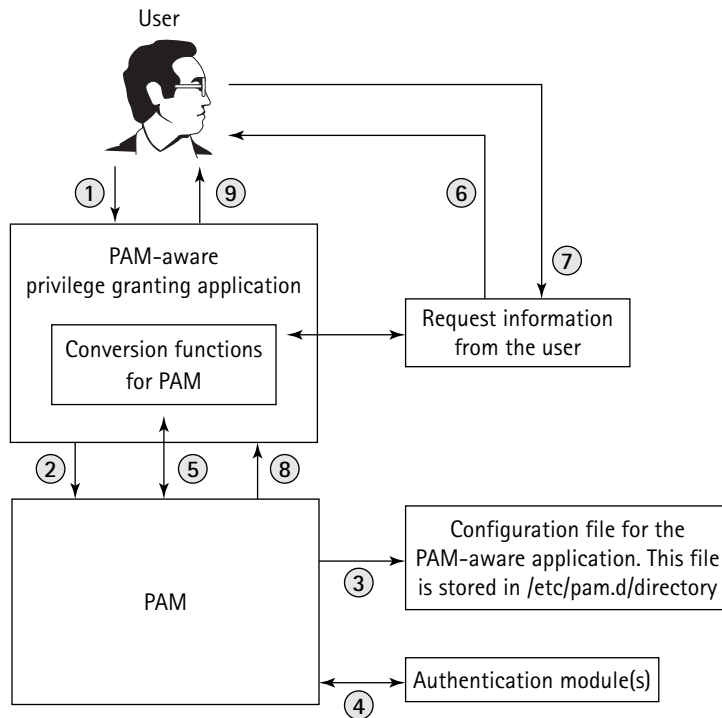 User
1
9
6
7
PAM-aware
privilege granting application
Conversion functions
for PAM
Request information
from the user
2
5
8
PAM
3
Configuration file for the
PAM-aware application. This file
is stored in /etc/pam.d/directory
4
Authentication module(s)